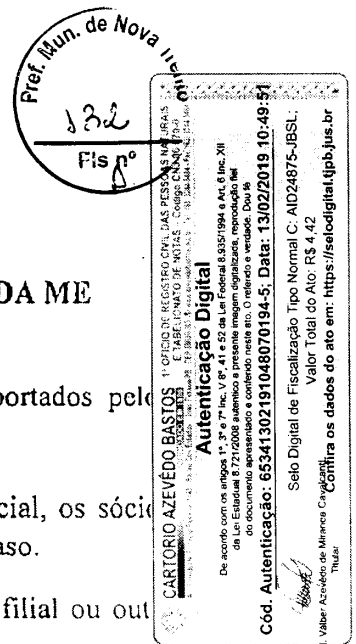 Pref. Mun. de Nova
132
Fls nº
DA ME
portados pelo
cial, os sóci
aso.
filial ou out
CARTÓRIO AZEVÊDO BASTOS
1º OFÍCIO DE REGISTRO CIVIL DAS PESSOAS NATURAIS
E TABELIONATO DE NOTAS - Código CNJ
Autenticação Digital
De acordo com os artigos 1º, 3º e 7º Inc. V 8º, 41 e 52 da Lei Federal 8.935/1994 e Art. 6 Inc. XII
da Lei Estadual 8.721/2008 autentico a presente imagem digitalizada, reprodução fiel
do documento apresentado e conferido neste ato. O referido é verdade. Dou fé
Cód. Autenticação: 65341302191048070194-5; Data: 13/02/2019 10:49:51
Selo Digital de Fiscalização Tipo Normal C: AID24875-JBSL;
Valor Total do Ato: R$ 4,42
Confira os dados do ato em: https://selodigital.tjpb.jus.br
Válber Azevêdo de Miranda Cavalcanti
Titular